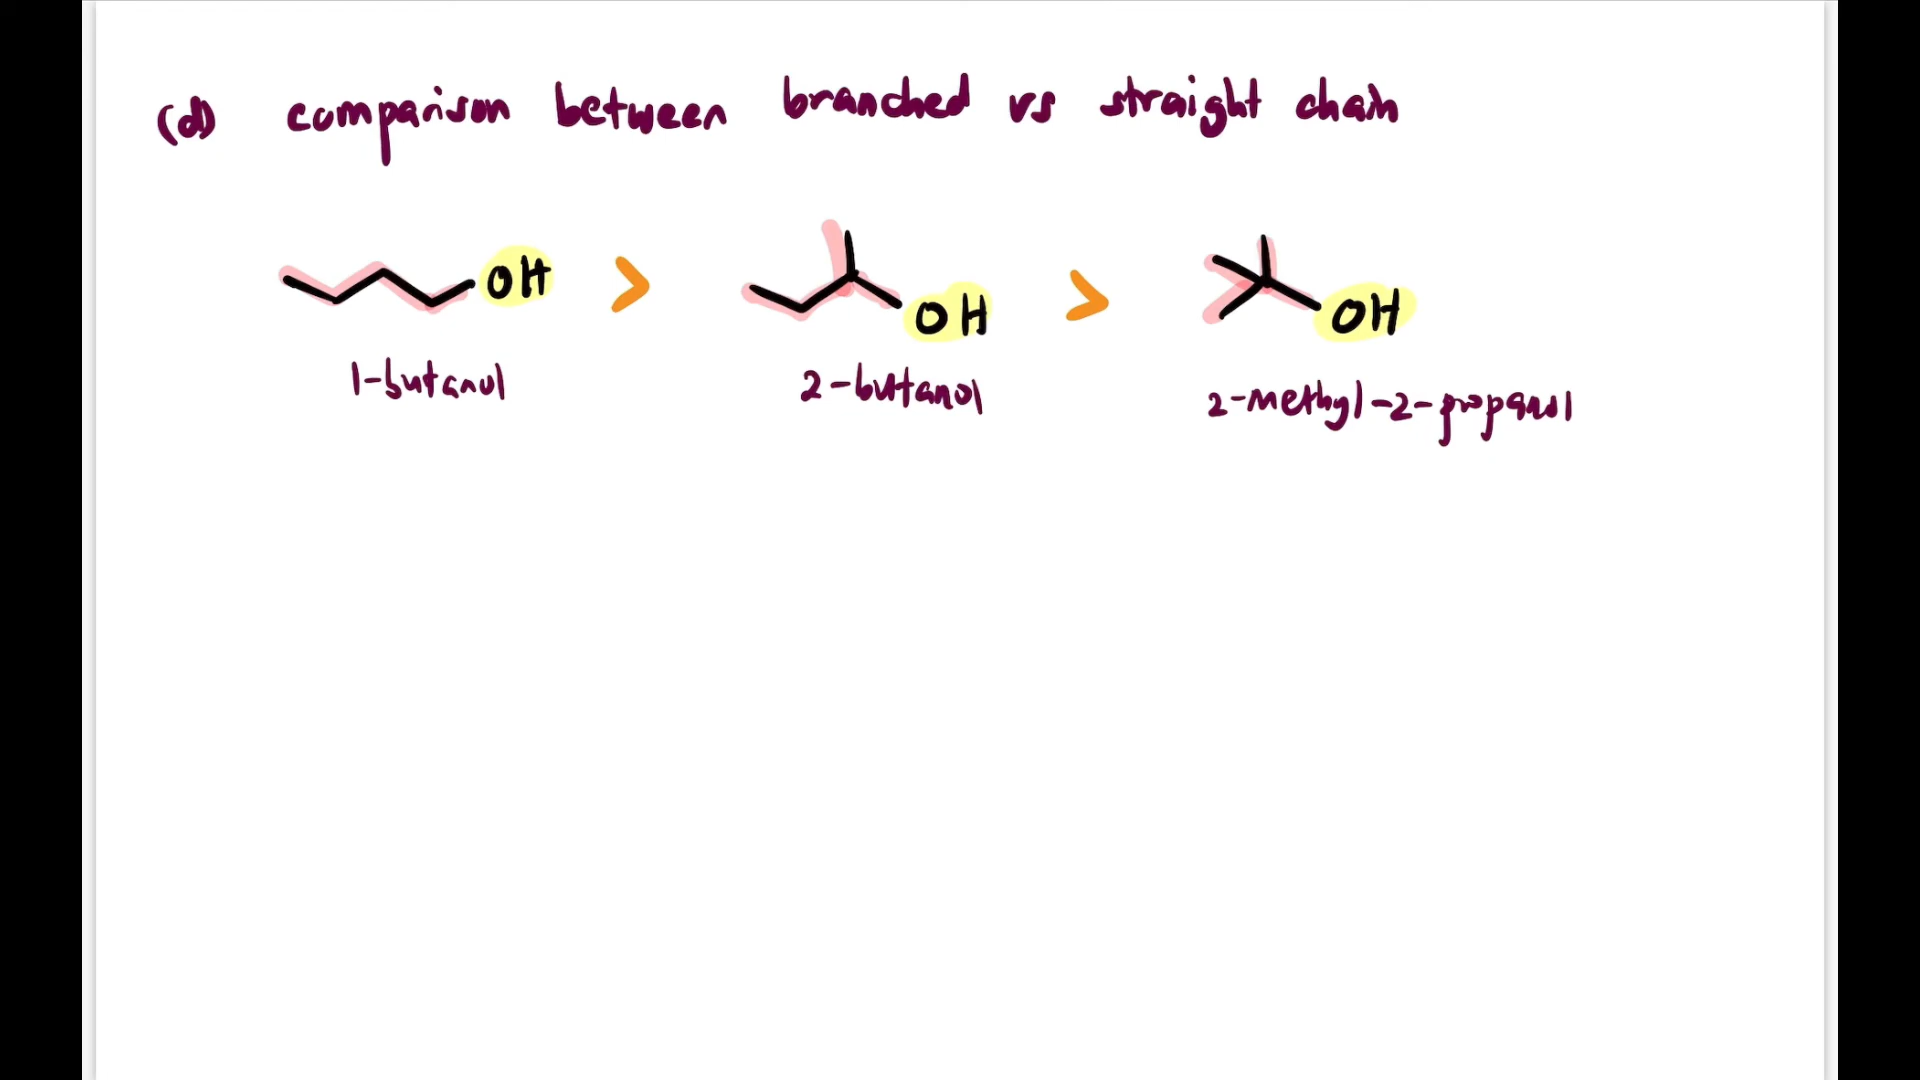 (d) comparison between branched vs straight chain
OH > OH > OH
1-butanol 2-butanol 2-methyl-2-propanol